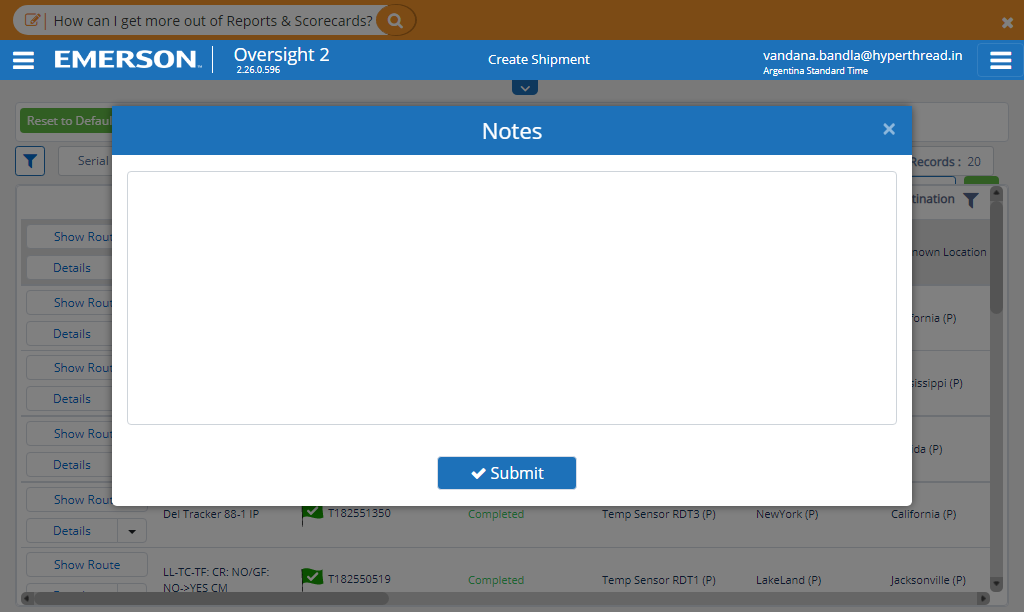 How can I get more out of Reports & Scorecards?
EMERSON™
Oversight 2
2.26.0.596
Create Shipment
vandana.bandla@hyperthread.in
Argentina Standard Time
Reset to Defaul
Notes
Serial
Records : 20
tination
Show Rout
nown Location
Details
Show Rout
fornia (P)
Details
Show Rout
sissippi (P)
Details
Show Rout
da (P)
Details
Submit
Show Route
Del Tracker 88-1 IP
T182551350
Completed
Temp Sensor RDT3 (P)
NewYork (P)
California (P)
Details
Show Route
LL-TC-TF: CR: NO/GF:
NO->YES CM
T182550519
Completed
Temp Sensor RDT1 (P)
LakeLand (P)
Jacksonville (P)